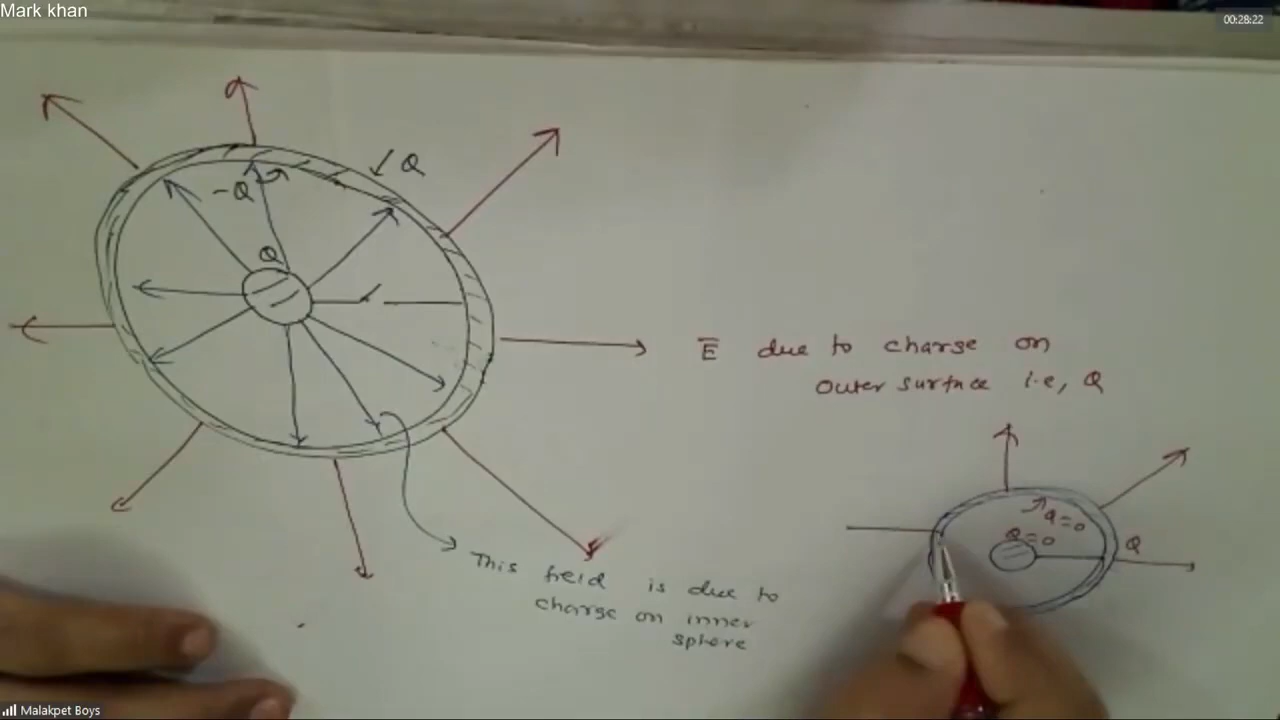 Mark khan
00:28:22
Q
-Q
Q
E due to charge on
outer surface i.e, Q
Q=0
Q=0
Q
This field is due to
charge on inner
sphere
Malakpet Boys